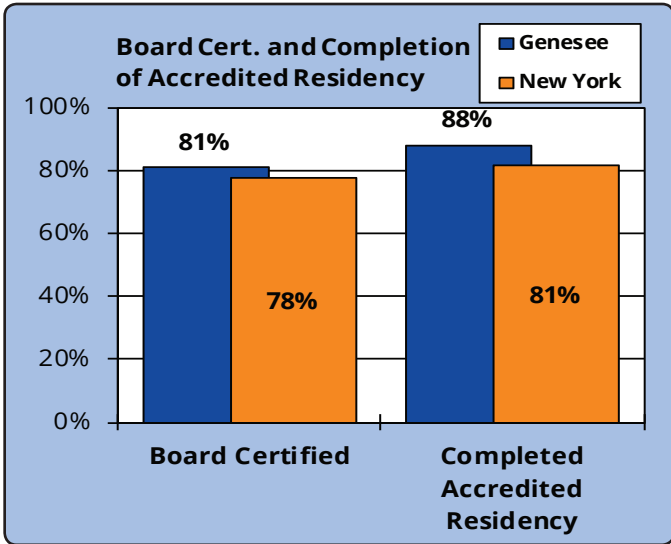 Board Cert. and Completion
of Accredited Residency
Genesee
New York
100%
80%
60%
40%
20%
0%
81%
78%
88%
81%
Board Certified
Completed
Accredited
Residency